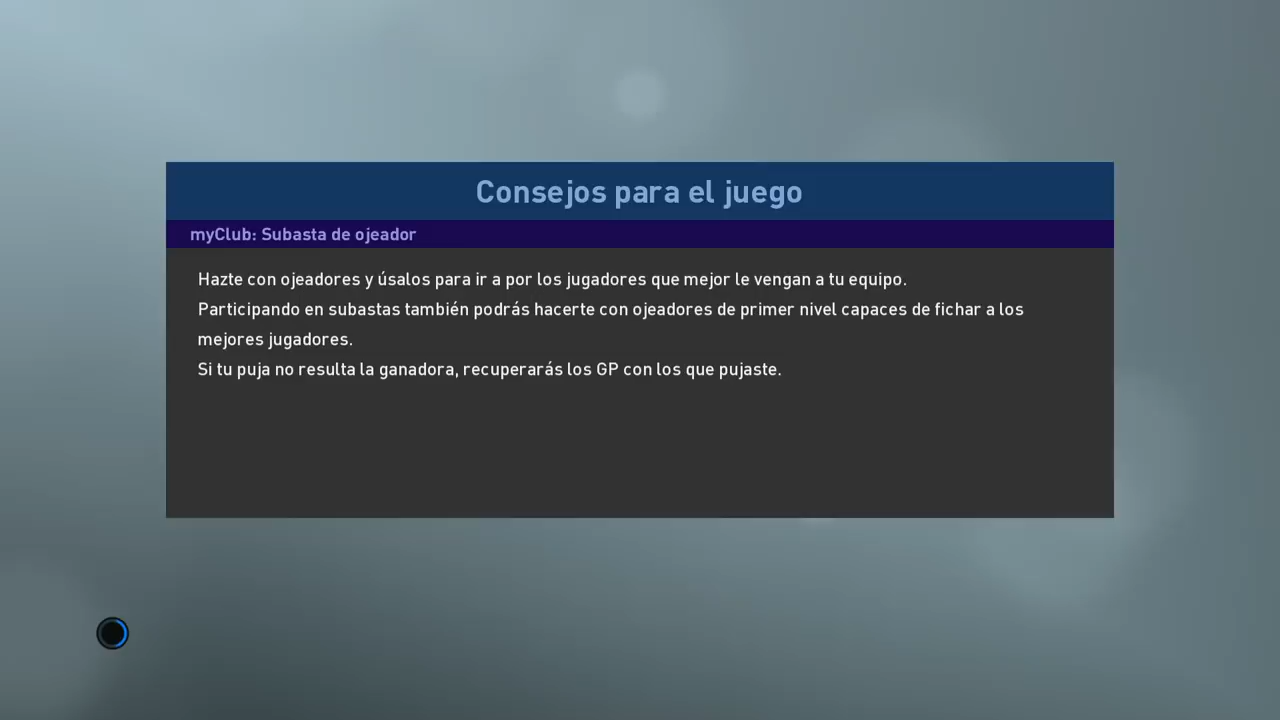 Consejos para el juego
myClub: Subasta de ojeador
Hazte con ojeadores y úsalos para ir a por los jugadores que mejor le vengan a tu equipo.
Participando en subastas también podrás hacerte con ojeadores de primer nivel capaces de fichar a los
mejores jugadores.
Si tu puja no resulta la ganadora, recuperarás los GP con los que pujaste.